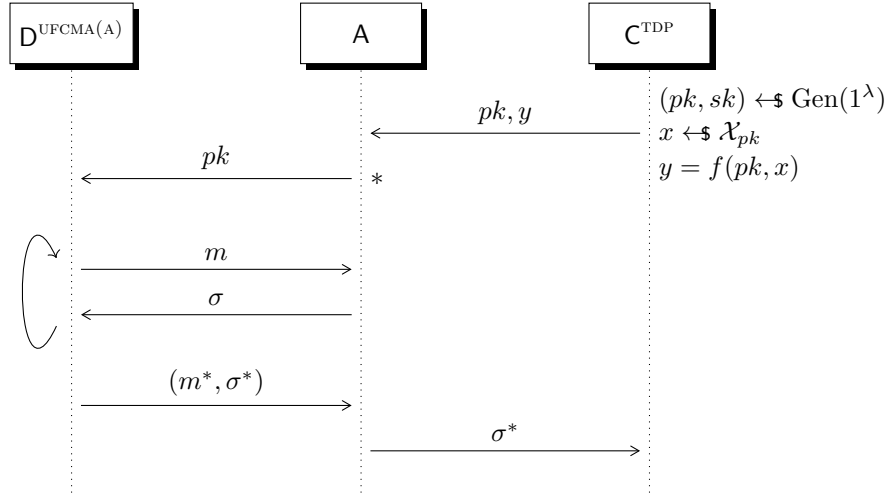 D^UFCMA(A)
A
C^TDP
(pk, sk) ←$ Gen(1^λ)
pk, y
x ←$ 𝒳_pk
pk
*
y = f(pk, x)
m
σ
(m*, σ*)
σ*